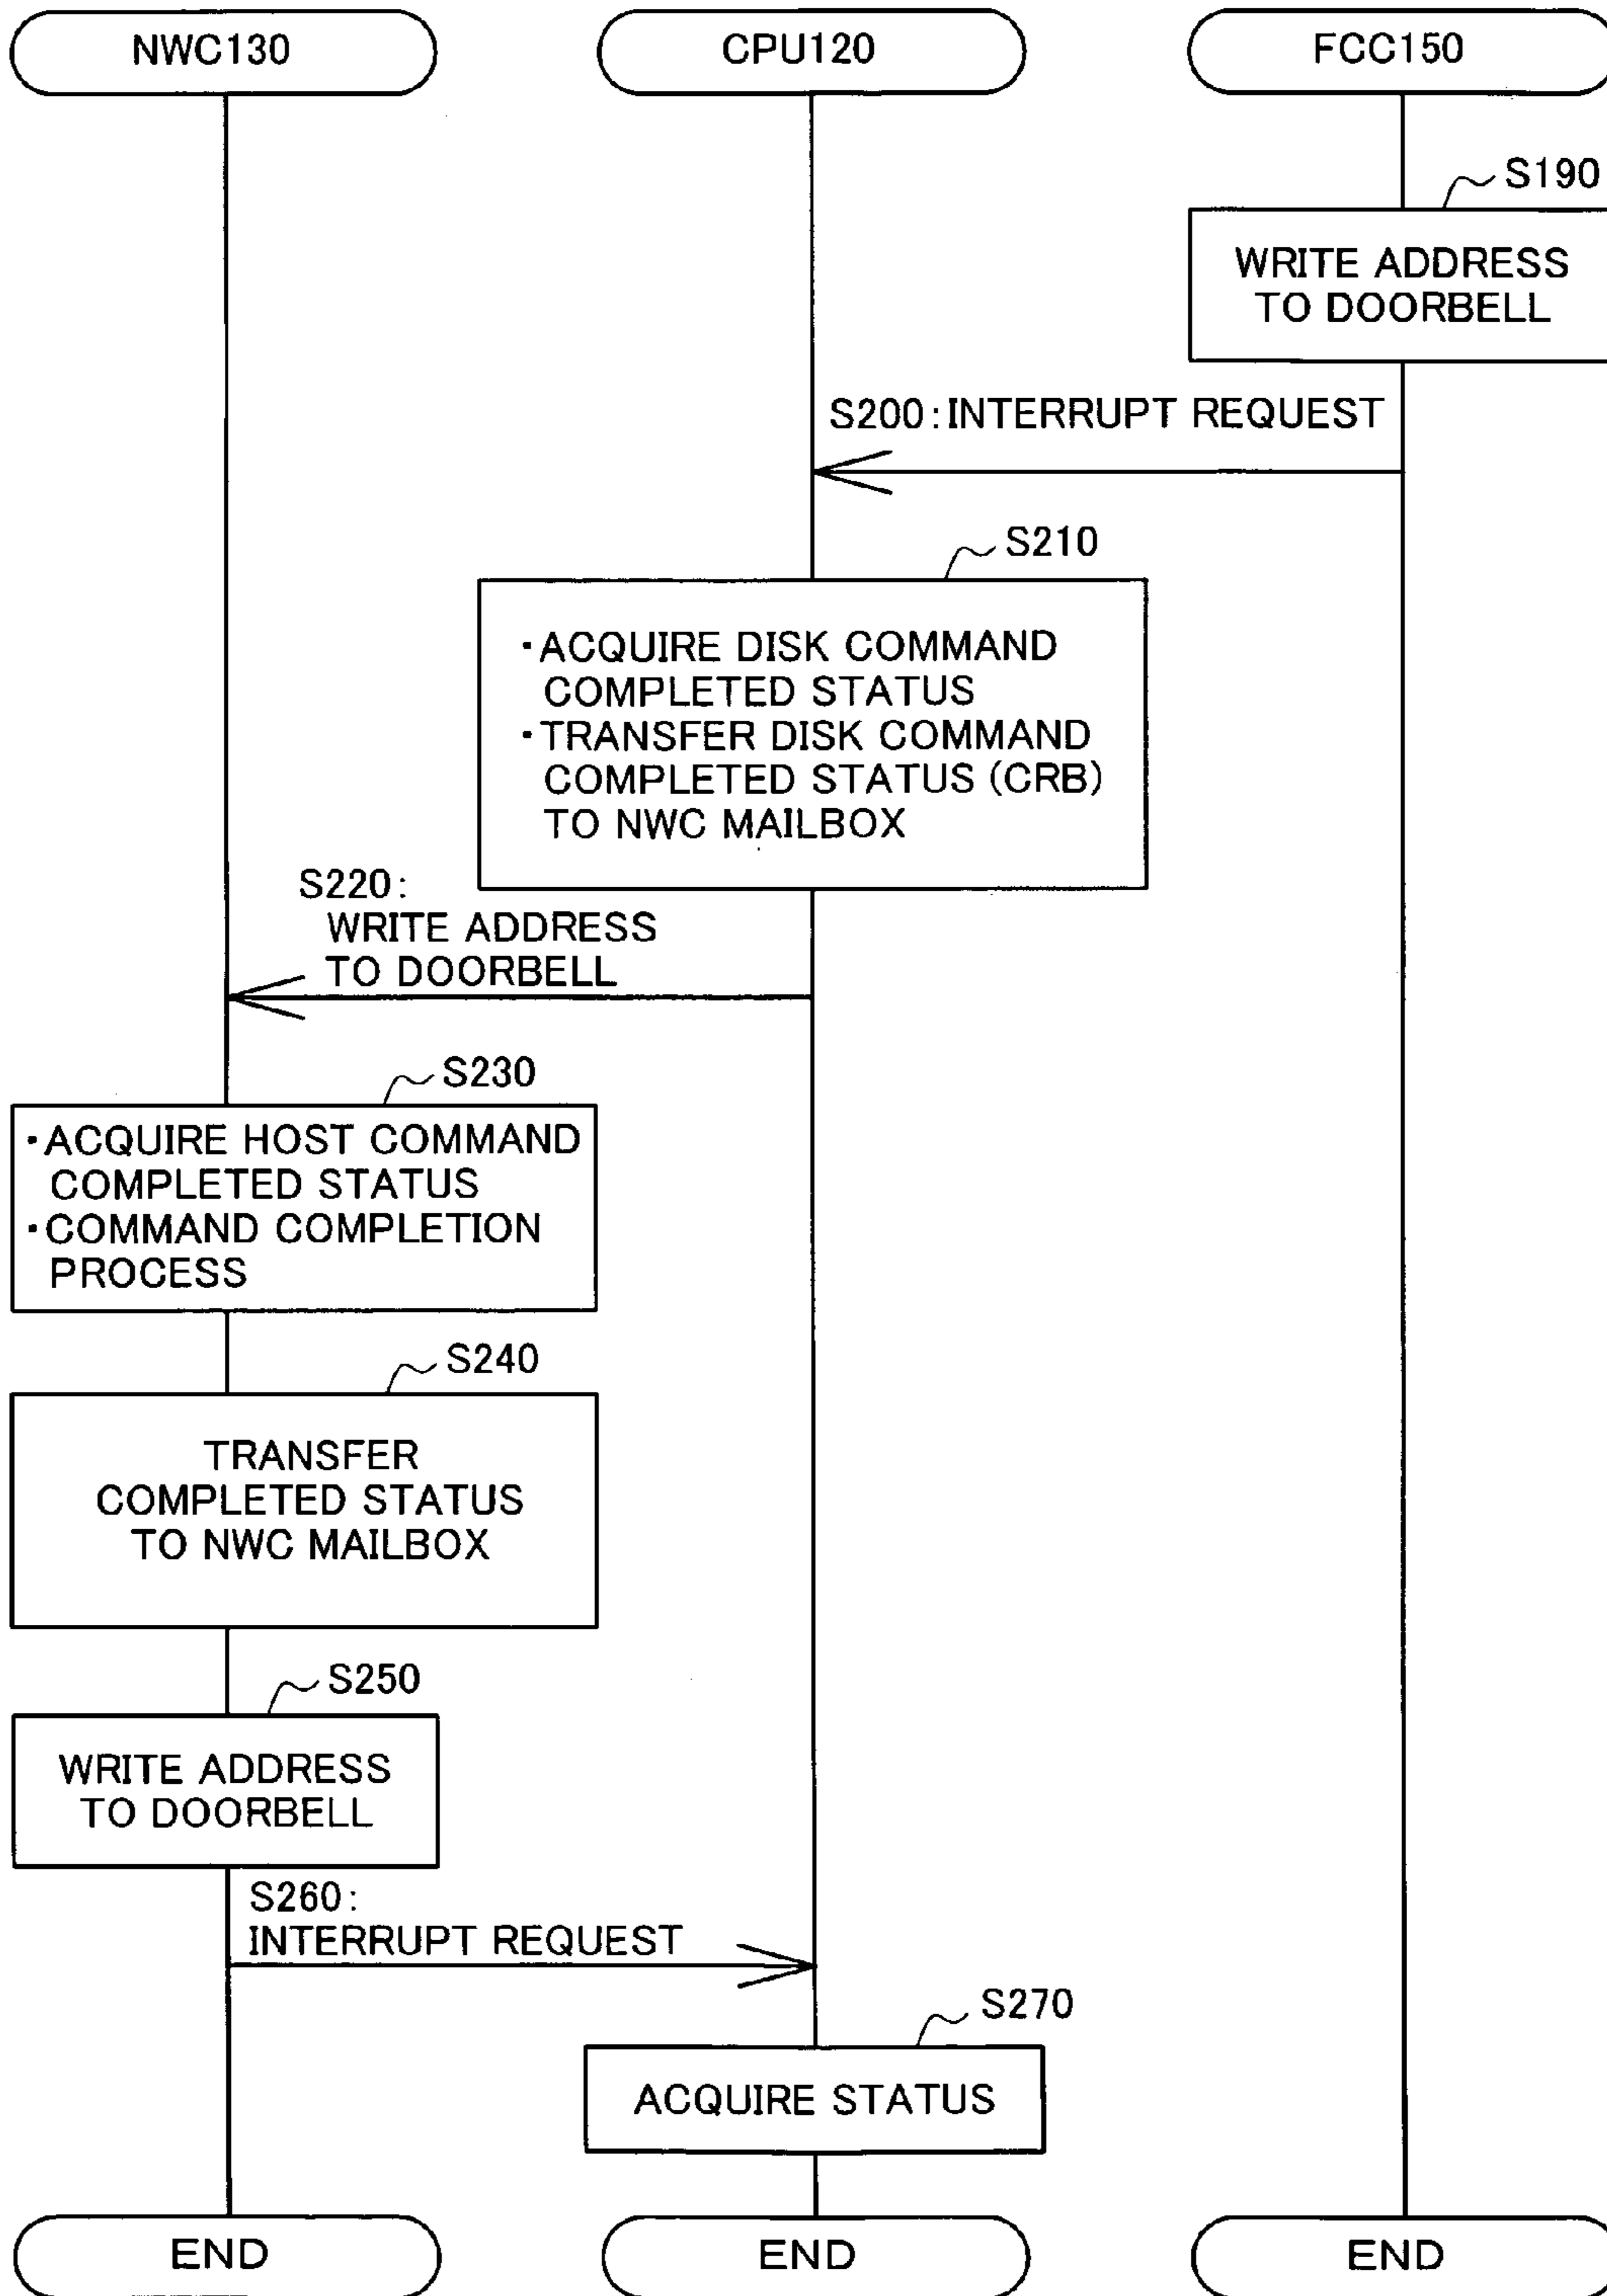 NWC130
CPU120
FCC150
S190
WRITE ADDRESS
TO DOORBELL
S200:INTERRUPT REQUEST
S210
・ACQUIRE DISK COMMAND
COMPLETED STATUS
・TRANSFER DISK COMMAND
COMPLETED STATUS (CRB)
TO NWC MAILBOX
S220:
WRITE ADDRESS
TO DOORBELL
S230
・ACQUIRE HOST COMMAND
COMPLETED STATUS
・COMMAND COMPLETION
PROCESS
S240
TRANSFER
COMPLETED STATUS
TO NWC MAILBOX
S250
WRITE ADDRESS
TO DOORBELL
S260:
INTERRUPT REQUEST
S270
ACQUIRE STATUS
END
END
END